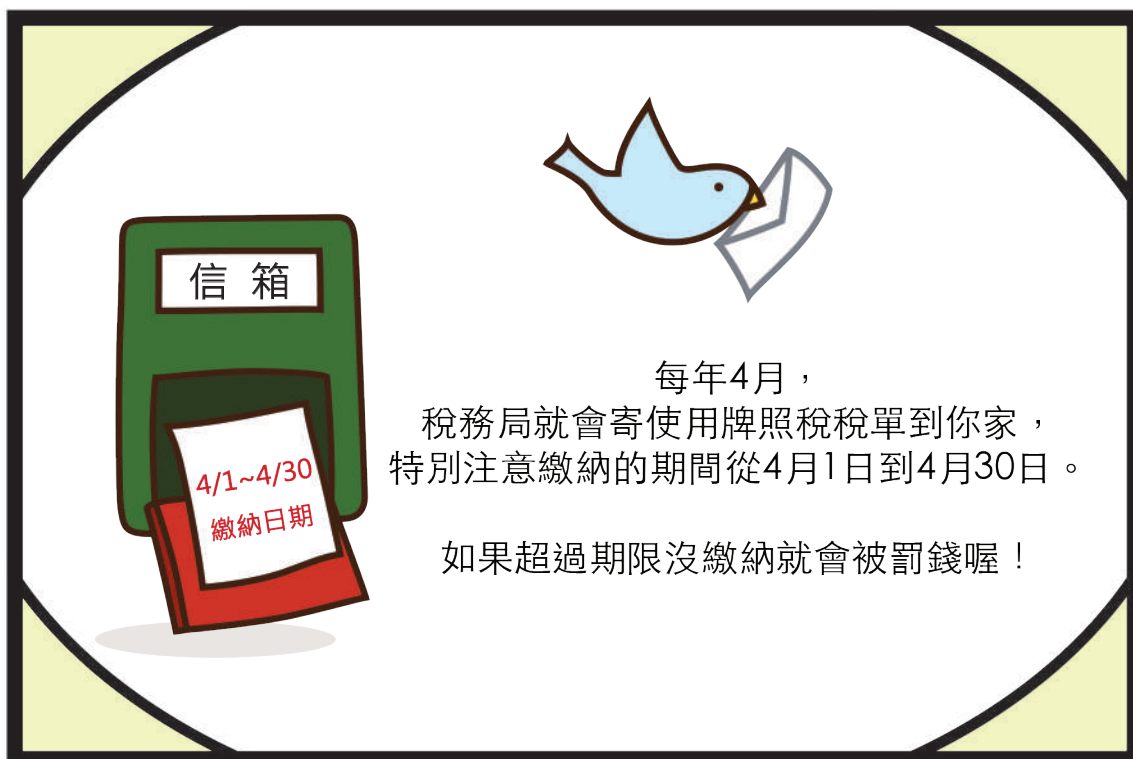 信箱
4/1~4/30
繳納日期
每年4月，
稅務局就會寄使用牌照稅稅單到你家，
特別注意繳納的期間從4月1日到4月30日。
如果超過期限沒繳納就會被罰錢喔！